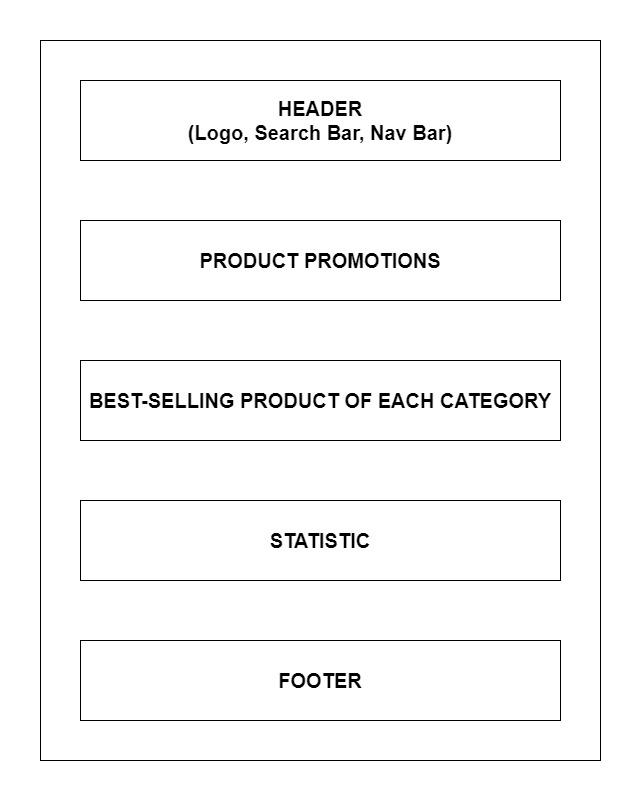 HEADER
(Logo, Search Bar, Nav Bar)
PRODUCT PROMOTIONS
BEST-SELLING PRODUCT OF EACH CATEGORY
STATISTIC
FOOTER